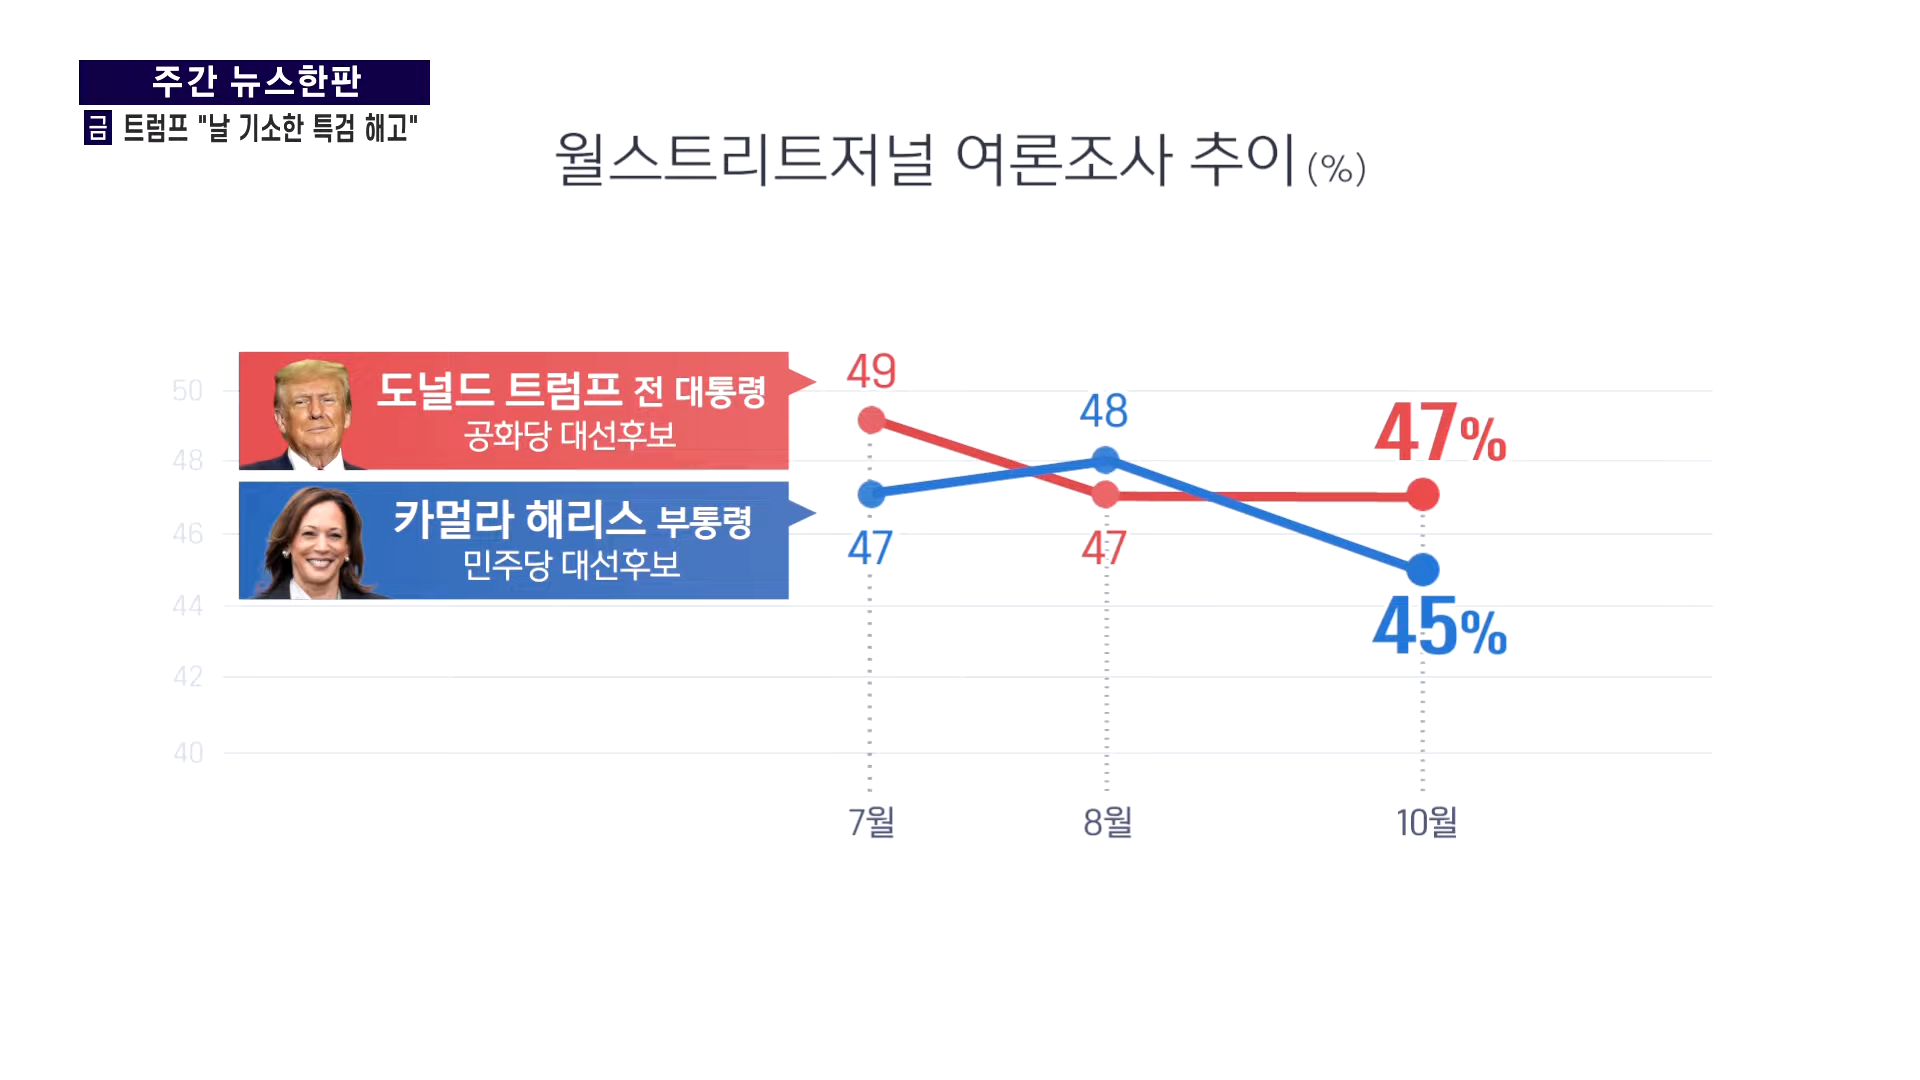 주간 뉴스한판
금 트럼프 "날 기소한 특검 해고"
월스트리트저널 여론조사 추이(%)
도널드 트럼프 전 대통령
공화당 대선후보
카멀라 해리스 부통령
민주당 대선후보
50
48
46
44
42
40
49
48
47%
47
47
45%
7월
8월
10월